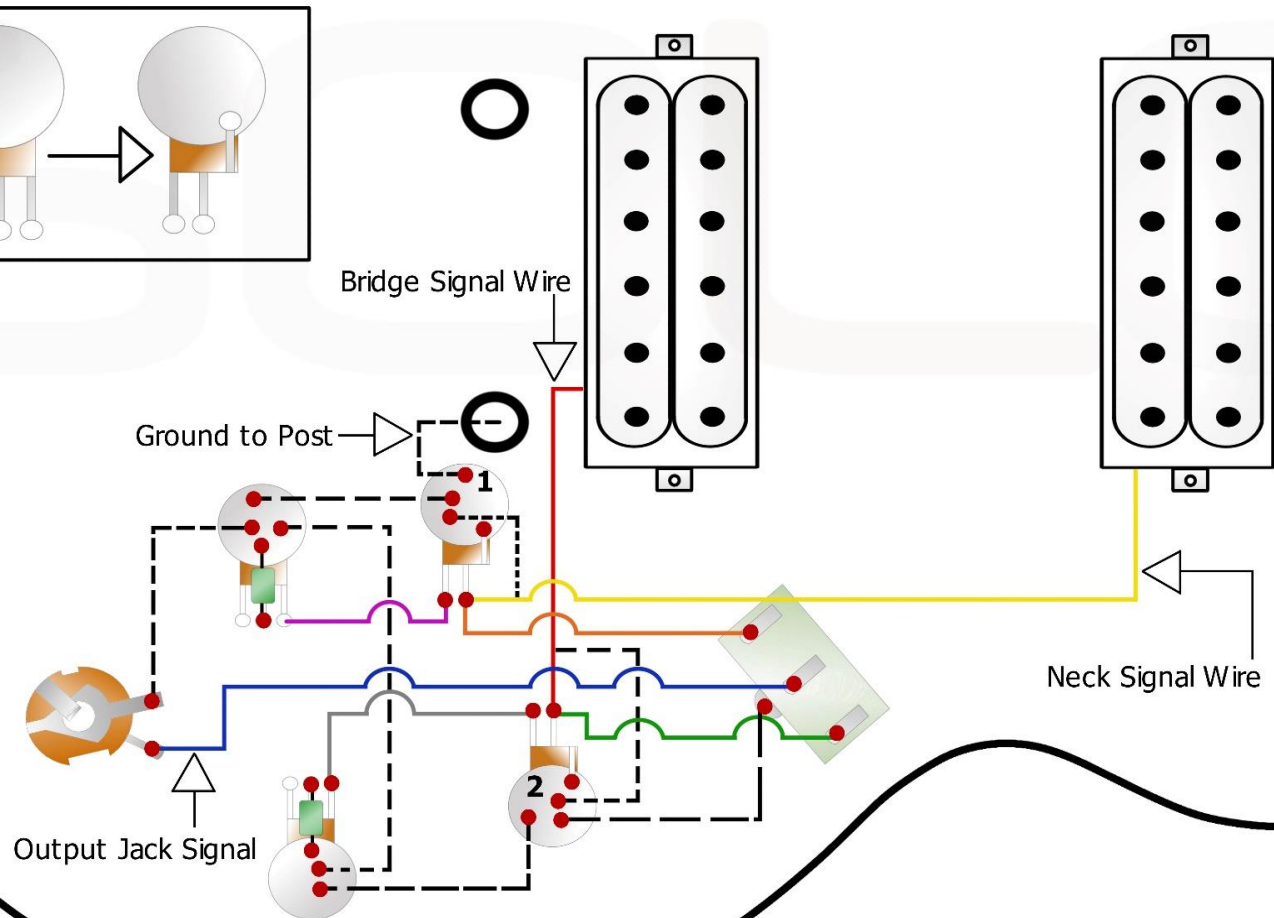 Bridge Signal Wire
Ground to Post
1
Neck Signal Wire
2
Output Jack Signal